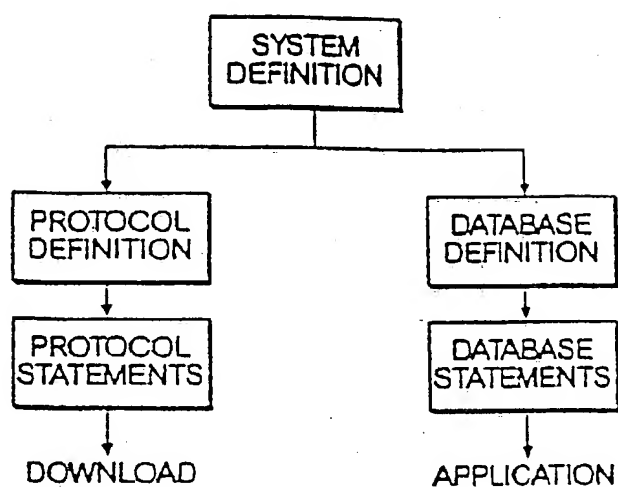 SYSTEM
DEFINITION
PROTOCOL
DEFINITION
DATABASE
DEFINITION
PROTOCOL
STATEMENTS
DATABASE
STATEMENTS
DOWNLOAD
APPLICATION